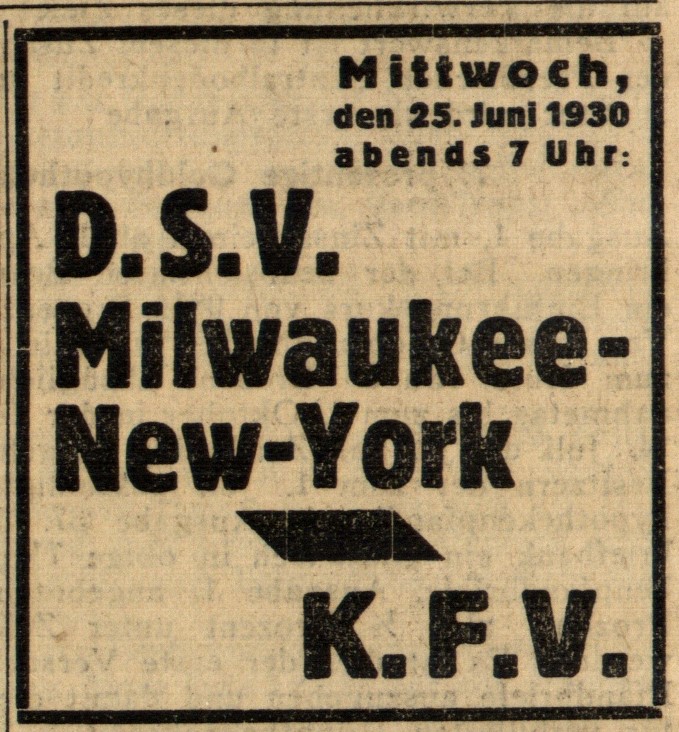 Mittwoch,
den 25. Juni 1930
abends 7 Uhr:
D.S.V.
Milwaukee-
New-York
K.F.V.